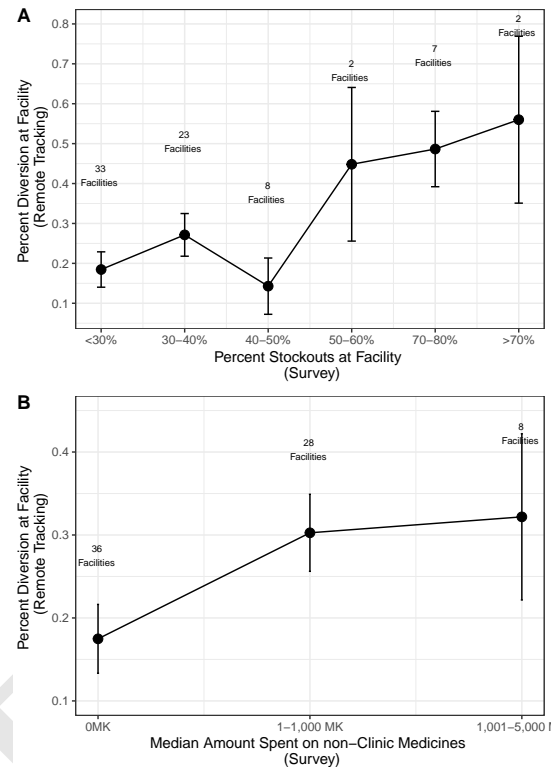 A
0.8
0.7
0.6
0.5
0.4
0.3
0.2
0.1
Percent Diversion at Facility
(Remote Tracking)
33
Facilities
23
Facilities
8
Facilities
2
Facilities
7
Facilities
2
Facilities
<30%
30–40%
40–50%
50–60%
70–80%
>70%
Percent Stockouts at Facility
(Survey)
B
0.4
0.3
0.2
0.1
Percent Diversion at Facility
(Remote Tracking)
36
Facilities
28
Facilities
8
Facilities
0MK
1–1,000 MK
1,001–5,000
Median Amount Spent on non–Clinic Medicines
(Survey)